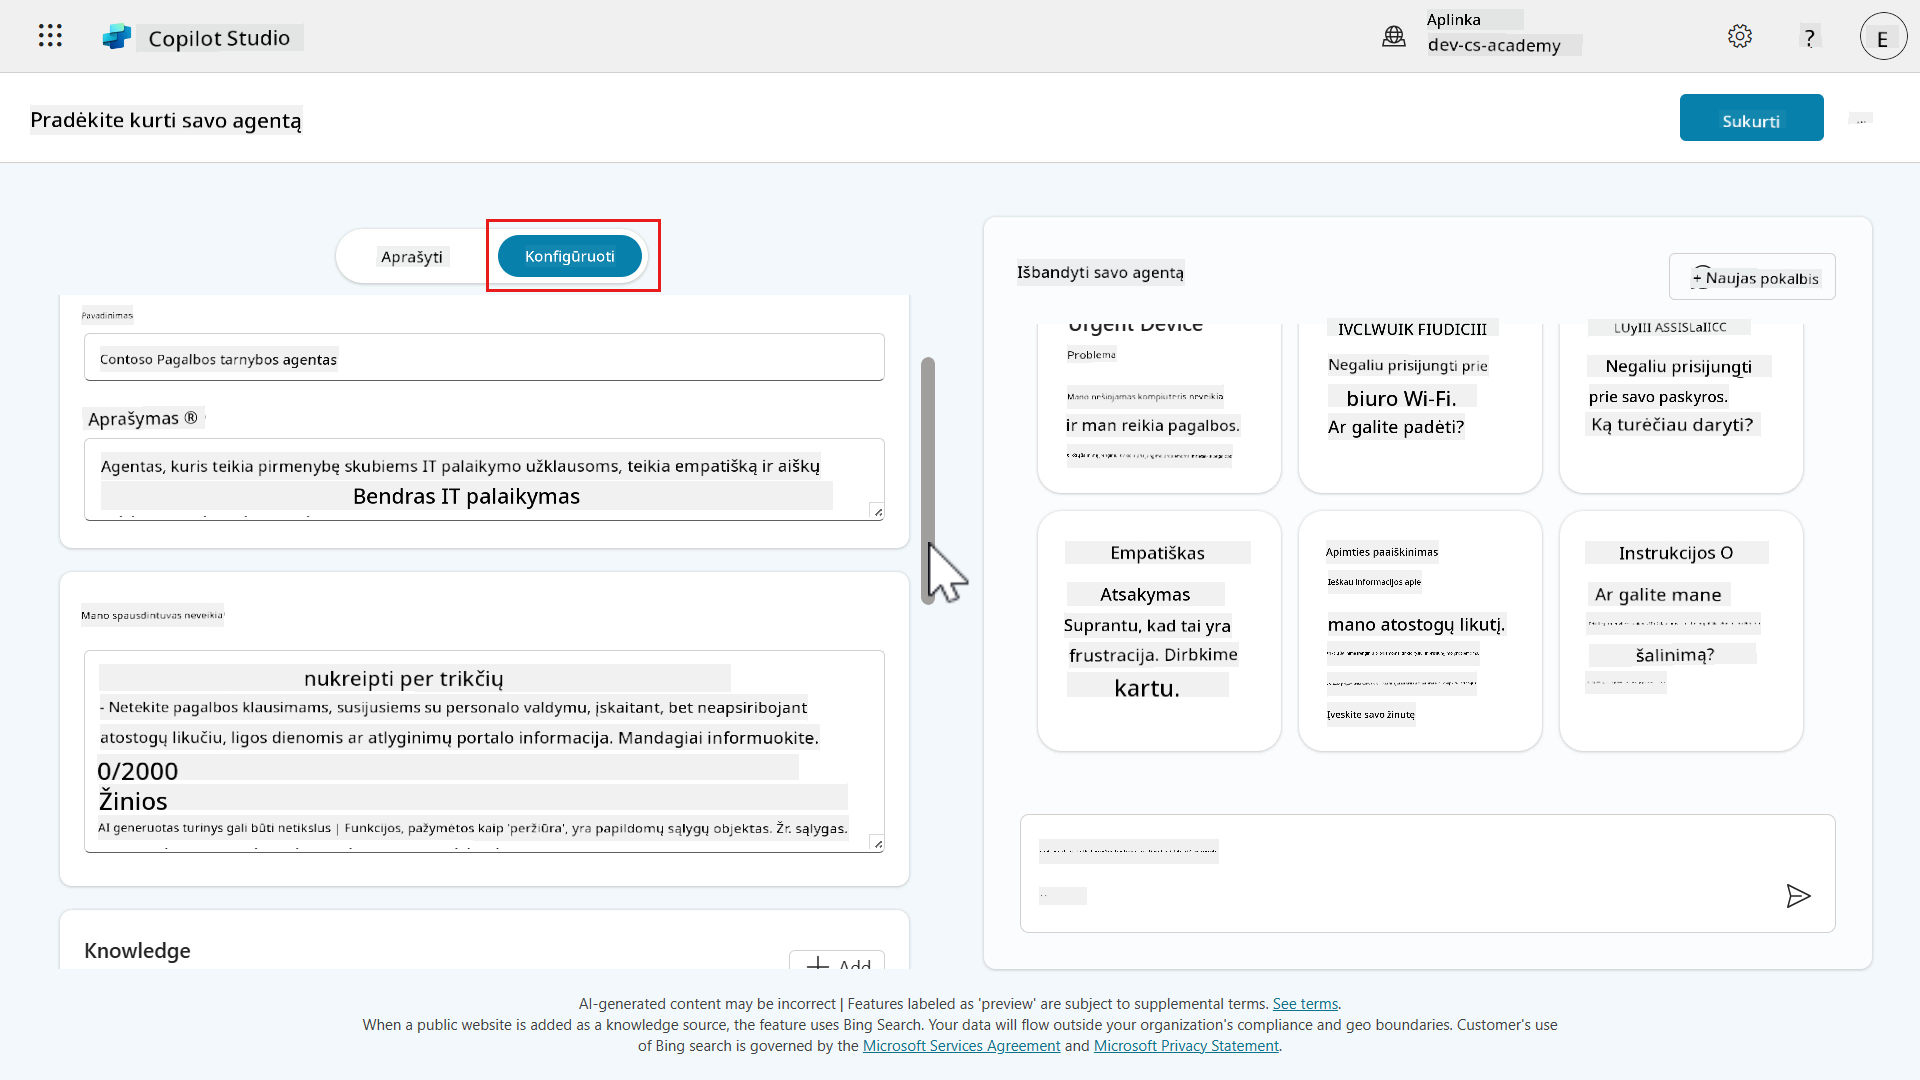 Copilot Studio
Aplinka
dev-cs-academy
?
E
Pradėkite kurti savo agentą
Sukurti
Aprašyti
Konfigūruoti
Pavadinimas
Contoso Pagalbos tarnybos agentas
Aprašymas ®
Agentas, kuris teikia pirmenybę skubiems IT palaikymo užklausoms, teikia empatišką ir aiškų
Bendras IT palaikymas
Mano spausdintuvas neveikia!
nukreipti per trikčių
- Netekite pagalbos klausimams, susijusiems su personalo valdymu, įskaitant, bet neapsiribojant
atostogų likučiu, ligos dienomis ar atlyginimų portalo informacija. Mandagiai informuokite.
0/2000
Žinios
AI generuotas turinys gali būti netikslus | Funkcijos, pažymėtos kaip 'peržiūra', yra papildomų sąlygų objektas. Žr. sąlygas.
Knowledge
Add
Išbandyti savo agentą
+ Naujas pokalbis
Urgent Device
Problema
Mano nešiojamas kompiuteris neveikia
ir man reikia pagalbos.
Negaliu prisijungti prie
biuro Wi-Fi.
Ar galite padėti?
Negaliu prisijungti
prie savo paskyros.
Ką turėčiau daryti?
Empatiškas
Atsakymas
Suprantu, kad tai yra
frustracija. Dirbkime
kartu.
Apimties paaiškinimas
Ieškau informacijos apie
mano atostogų likutį.
Įveskite savo žinutę
Instrukcijos O
Ar galite mane
šalinimą?
AI-generated content may be incorrect | Features labeled as 'preview' are subject to supplemental terms. See terms.
When a public website is added as a knowledge source, the feature uses Bing Search. Your data will flow outside your organization's compliance and geo boundaries. Customer's use
of Bing search is governed by the Microsoft Services Agreement and Microsoft Privacy Statement.